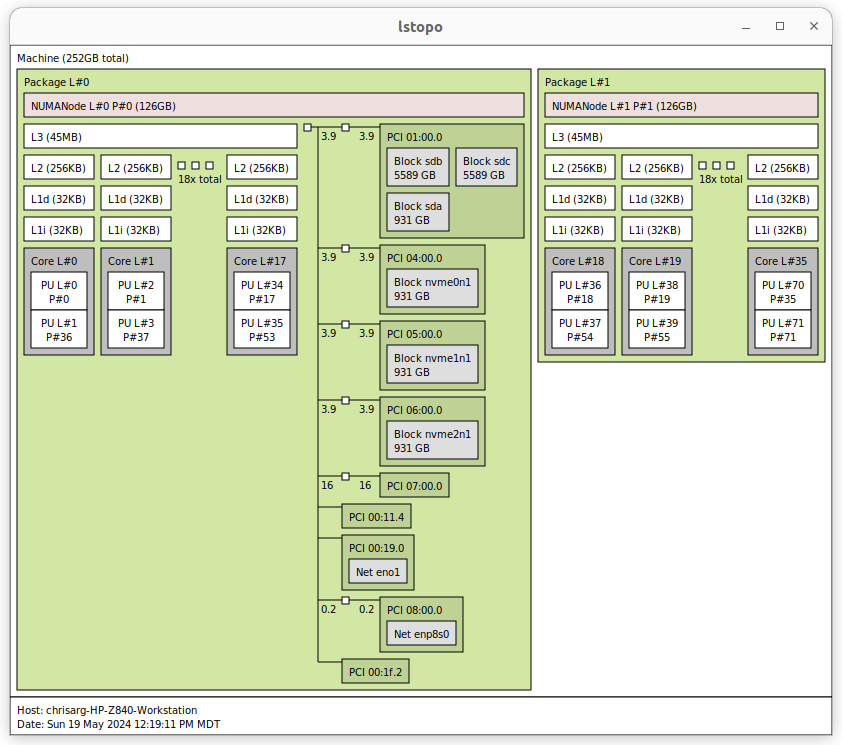 lstopo
Machine (252GB total)
Package L#0
NUMANode L#0 P#0 (126GB)
L3 (45MB)
L2 (256KB) L2 (256KB) L2 (256KB)
18x total
L1d (32KB) L1d (32KB) L1d (32KB)
L1i (32KB) L1i (32KB) L1i (32KB)
Core L#0 Core L#1 Core L#17
PU L#0 PU L#2 PU L#34
P#0 P#1 P#17
PU L#1 PU L#3 PU L#35
P#36 P#37 P#53
3.9 3.9 PCI 01:00.0
Block sdb Block sdc
5589 GB 5589 GB
Block sda
931 GB
3.9 3.9 PCI 04:00.0
Block nvme0n1
931 GB
3.9 3.9 PCI 05:00.0
Block nvme1n1
931 GB
3.9 3.9 PCI 06:00.0
Block nvme2n1
931 GB
16 16 PCI 07:00.0
PCI 00:11.4
PCI 00:19.0
Net eno1
0.2 0.2 PCI 08:00.0
Net enp8s0
PCI 00:1f.2
Package L#1
NUMANode L#1 P#1 (126GB)
L3 (45MB)
L2 (256KB) L2 (256KB) L2 (256KB)
18x total
L1d (32KB) L1d (32KB) L1d (32KB)
L1i (32KB) L1i (32KB) L1i (32KB)
Core L#18 Core L#19 Core L#35
PU L#36 PU L#38 PU L#70
P#18 P#19 P#35
PU L#37 PU L#39 PU L#71
P#54 P#55 P#71
Host: chrisarg-HP-Z840-Workstation
Date: Sun 19 May 2024 12:19:11 PM MDT